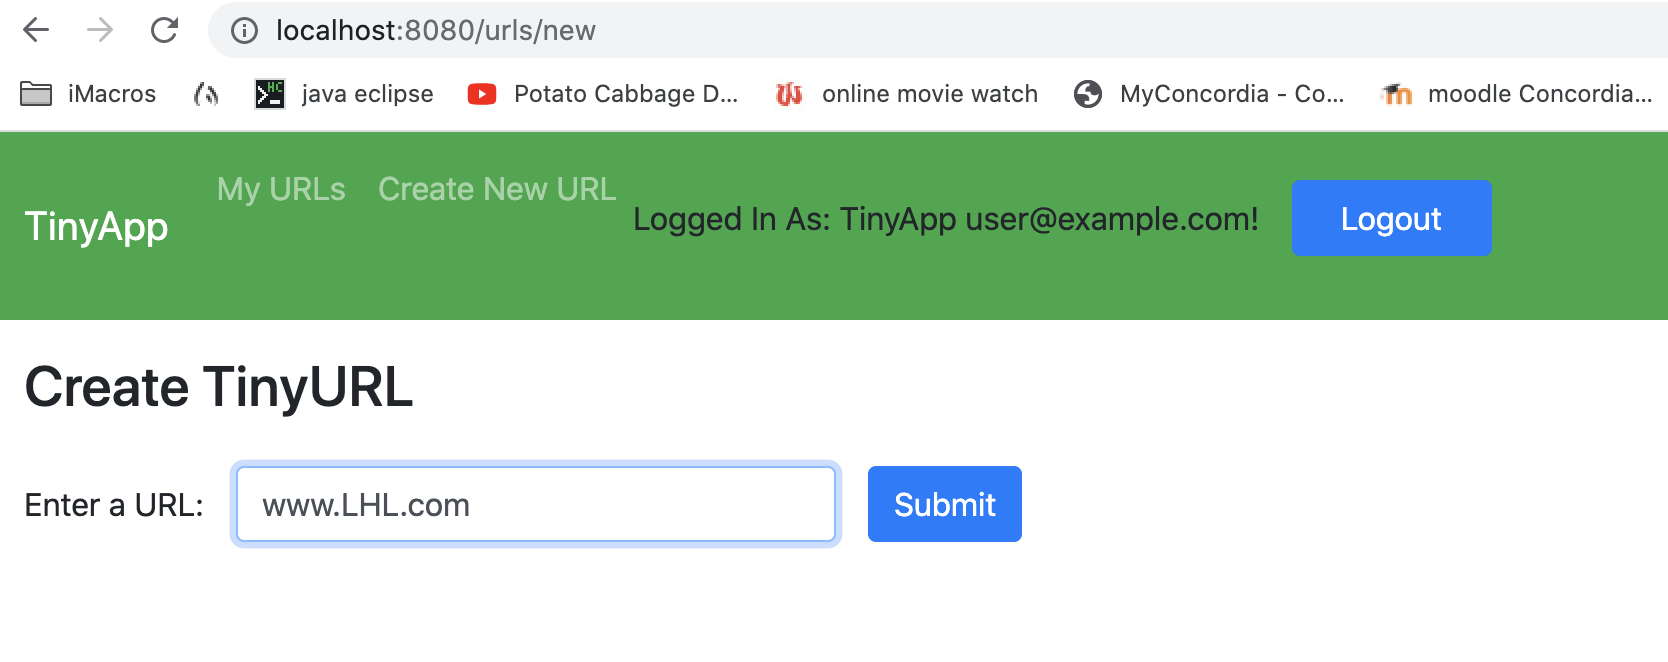 localhost:8080/urls/new
iMacros java eclipse Potato Cabbage D... online movie watch MyConcordia - Co... moodle Concordia...
TinyApp My URLs Create New URL Logged In As: TinyApp user@example.com! Logout
Create TinyURL
Enter a URL: www.LHL.com Submit